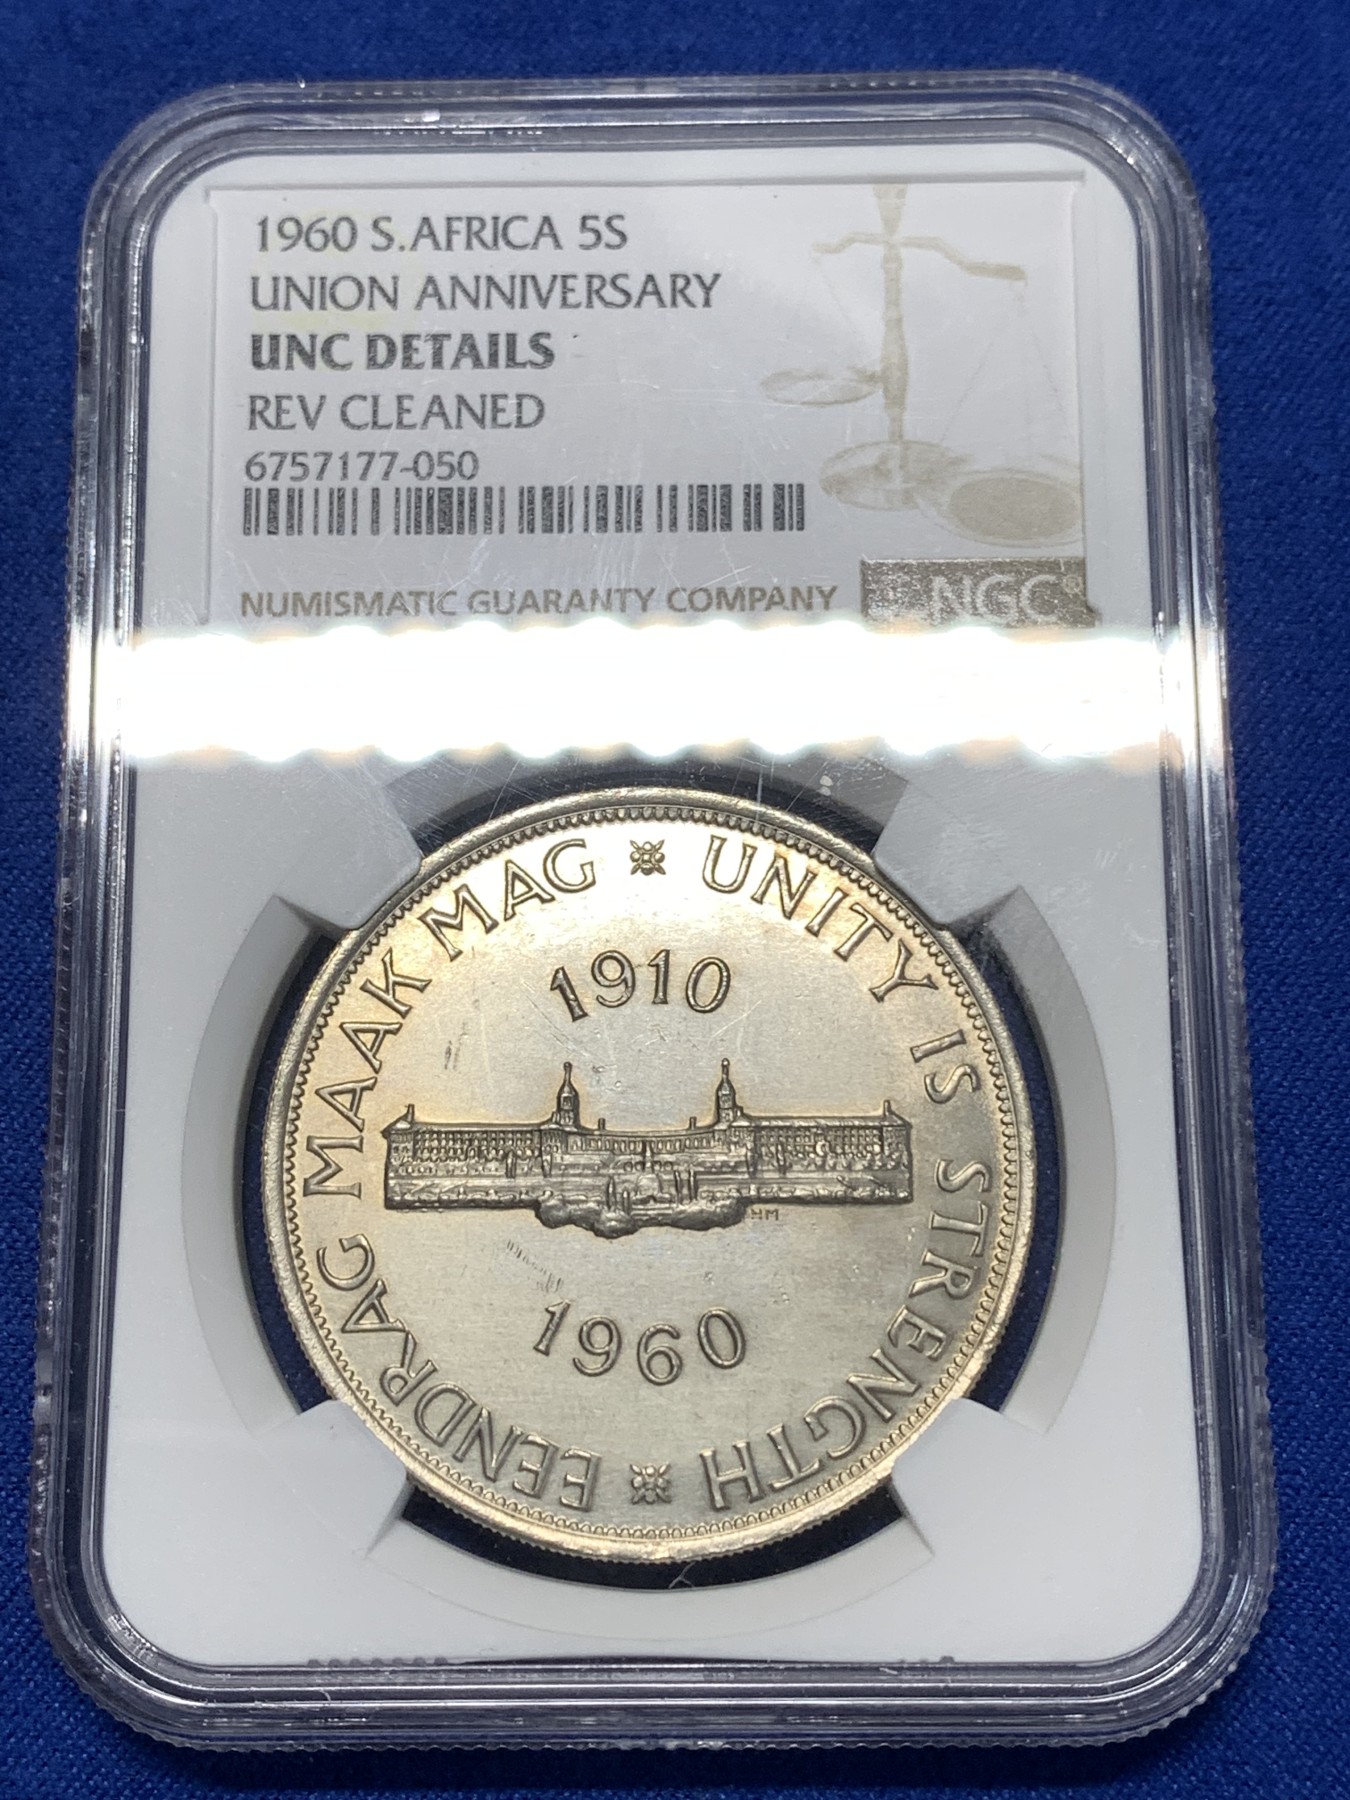 1960 S.AFRICA 5S
UNION ANNIVERSARY
UNC DETAILS
REV CLEANED
6757177-050
NUMISMATIC GUARANTY COMPANY
NGC®
EENDRAG MAAK MAG UNITY IS STRENGTH
1910
HM
1960